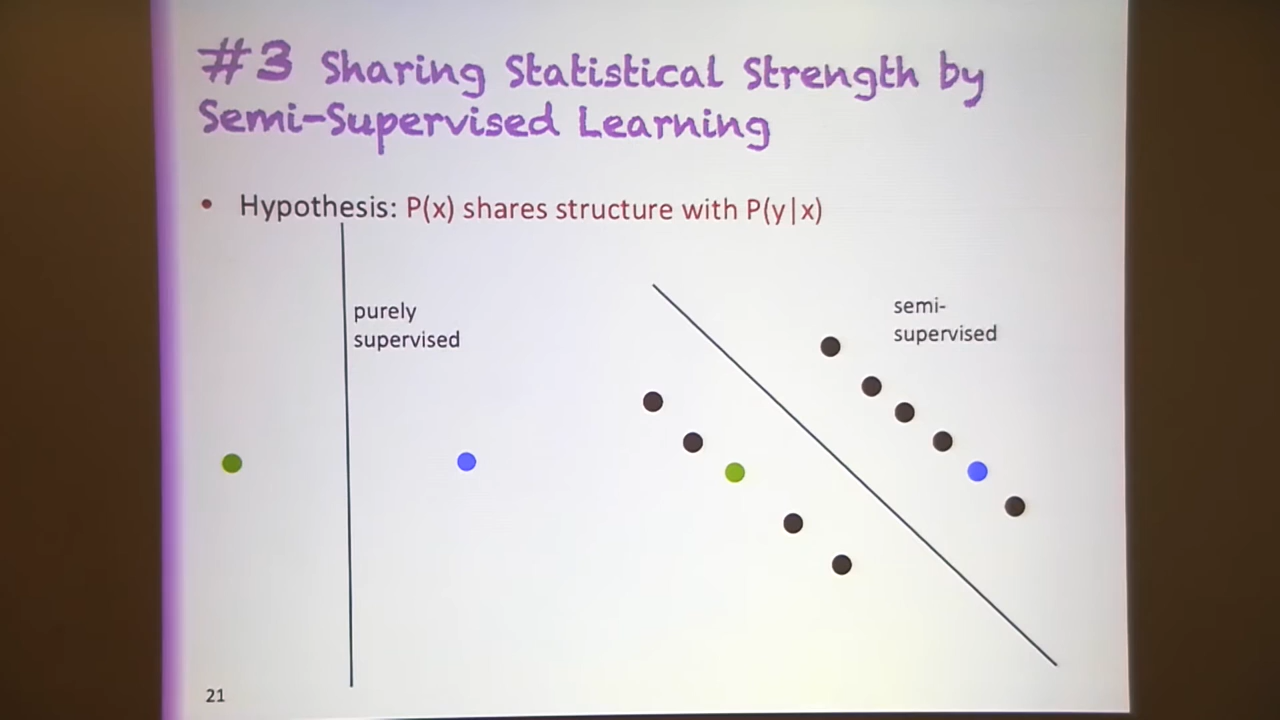 #3 Sharing Statistical Strength by
Semi-Supervised Learning
• Hypothesis: P(x) shares structure with P(y|x)
purely
supervised
semi-
supervised
21